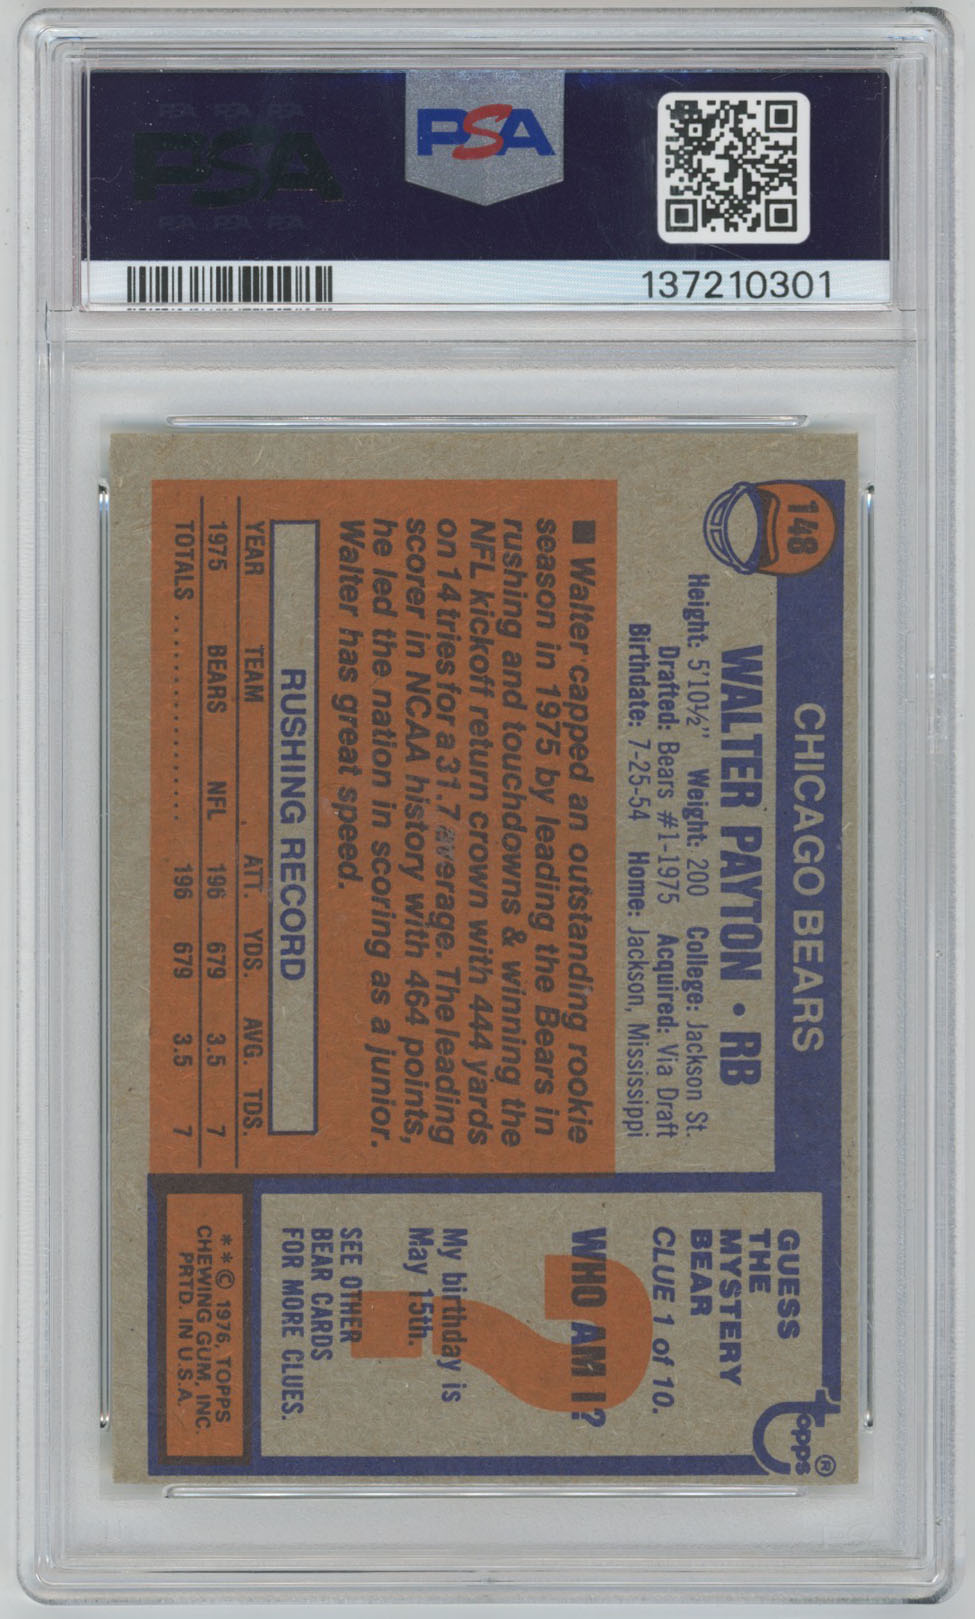 PSA PSA PSA
PSA
PSA PSA PSA
PSA
137210301
148
CHICAGO BEARS
WALTER PAYTON • RB
Height: 5'10½" Weight: 200 College: Jackson St.
Drafted: Bears #1-1975 Acquired: Via Draft
Birthdate: 7-25-54 Home: Jackson, Mississippi
■ Walter capped an outstanding rookie
season in 1975 by leading the Bears in
rushing and touchdowns & winning the
NFL kickoff return crown with 444 yards
on 14 tries for a 31.7 average. The leading
scorer in NCAA history with 464 points,
he led the nation in scoring as a junior.
Walter has great speed.
RUSHING RECORD
YEAR TEAM ATT. YDS. AVG. TDS.
1975 BEARS NFL 196 679 3.5 7
TOTALS .................... 196 679 3.5 7
topps®
GUESS
THE
MYSTERY
BEAR
CLUE 1 of 10.
?
WHO AM I?
My birthday is
May 15th.
SEE OTHER
BEAR CARDS
FOR MORE CLUES.
* * © 1976, TOPPS
CHEWING GUM, INC.
PRTD. IN U.S.A.